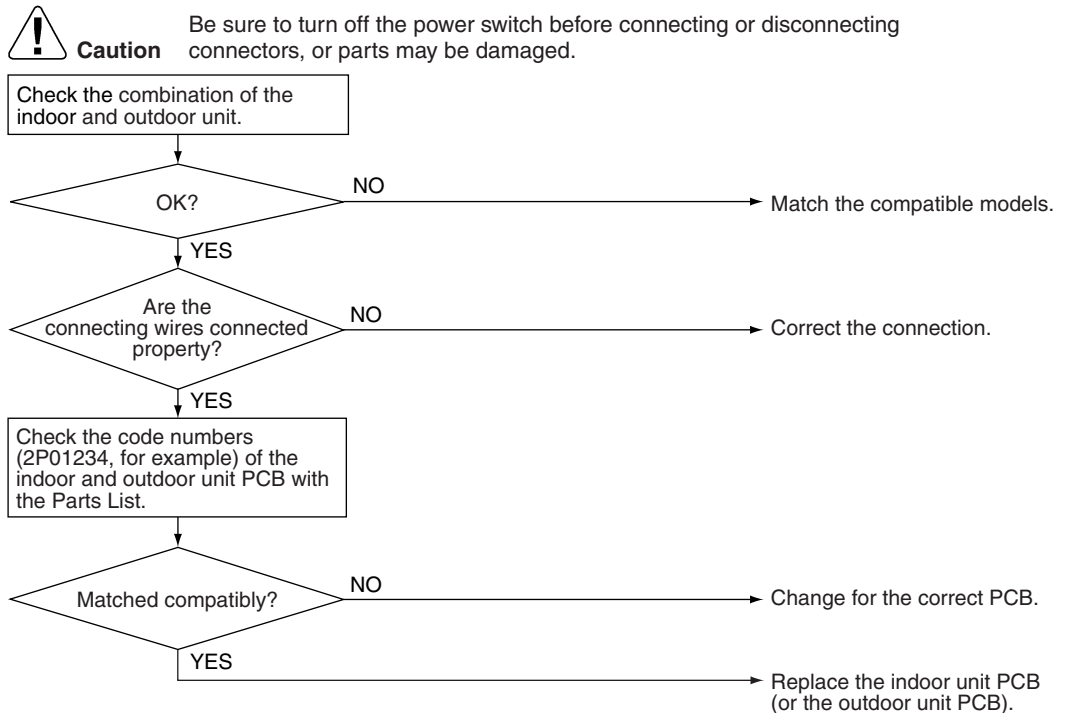 Be sure to turn off the power switch before connecting or disconnecting
Caution connectors, or parts may be damaged.
Check the combination of the
indoor and outdoor unit.
OK?
NO
Match the compatible models.
YES
Are the
connecting wires connected
property?
NO
Correct the connection.
YES
Check the code numbers
(2P01234, for example) of the
indoor and outdoor unit PCB with
the Parts List.
Matched compatibly?
NO
Change for the correct PCB.
YES
Replace the indoor unit PCB
(or the outdoor unit PCB).